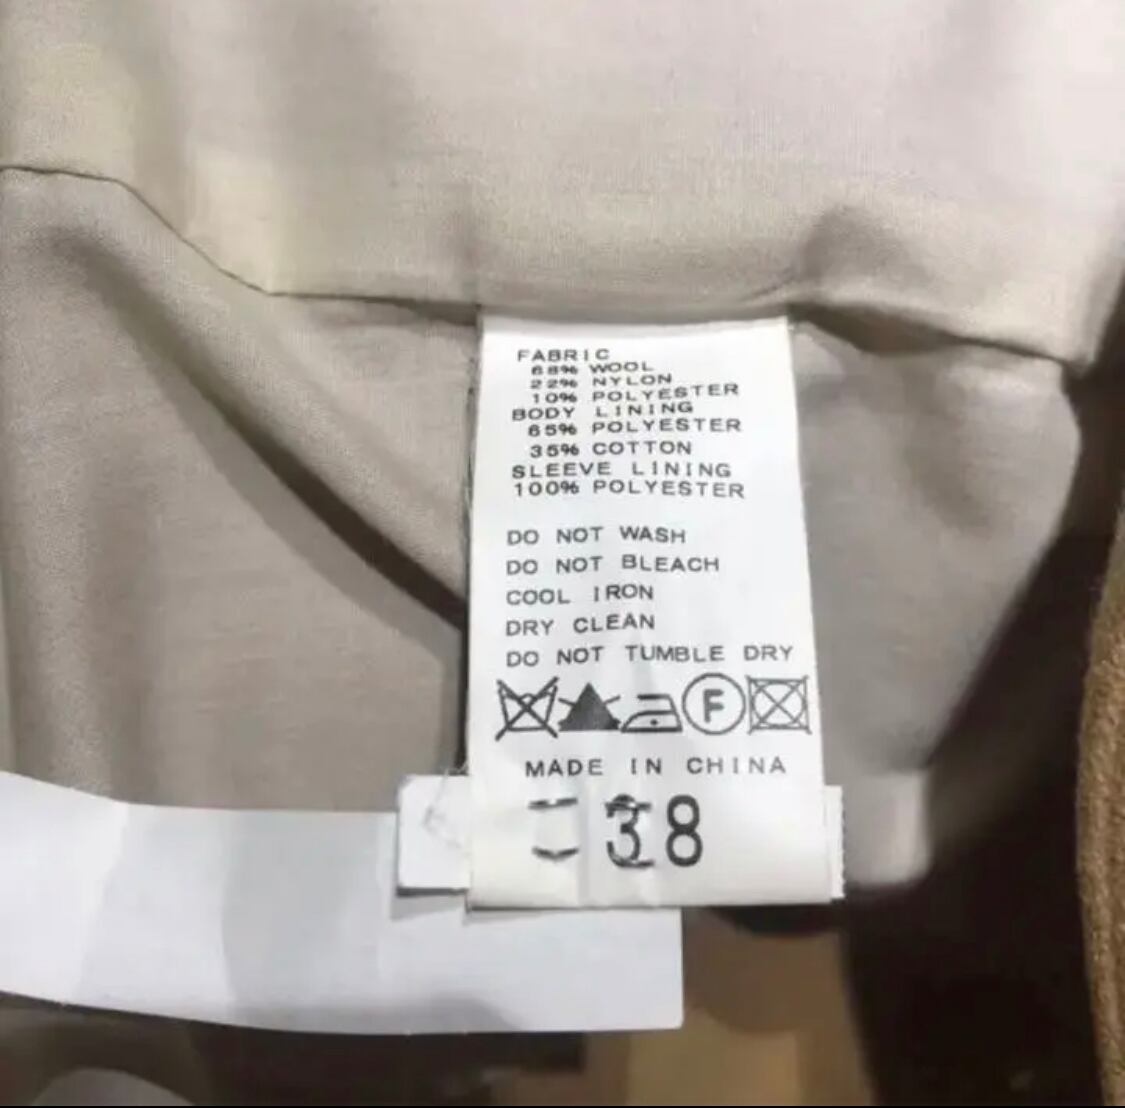 FABRIC
68% WOOL
22% NYLON
10% POLYESTER
BODY LINING
65% POLYESTER
35% COTTON
SLEEVE LINING
100% POLYESTER
DO NOT WASH
DO NOT BLEACH
COOL IRON
DRY CLEAN
DO NOT TUMBLE DRY
F
MADE IN CHINA
38